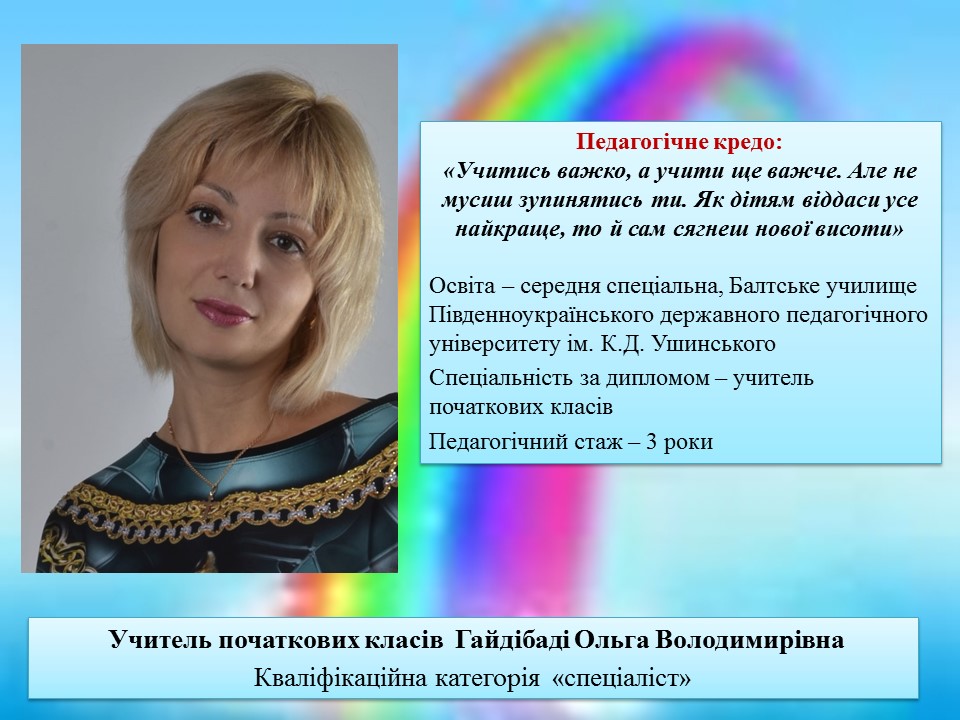 Педагогічне кредо:
«Учитись важко, а учити ще важче. Але не
мусиш зупинятись ти. Як дітям віддаси усе
найкраще, то й сам сягнеш нової висоти»
Освіта – середня спеціальна, Балтське училище
Південноукраїнського державного педагогічного
університету ім. К.Д. Ушинського
Спеціальність за дипломом – учитель
початкових класів
Педагогічний стаж – 3 роки
Учитель початкових класів Гайдібаді Ольга Володимирівна
Кваліфікаційна категорія «спеціаліст»